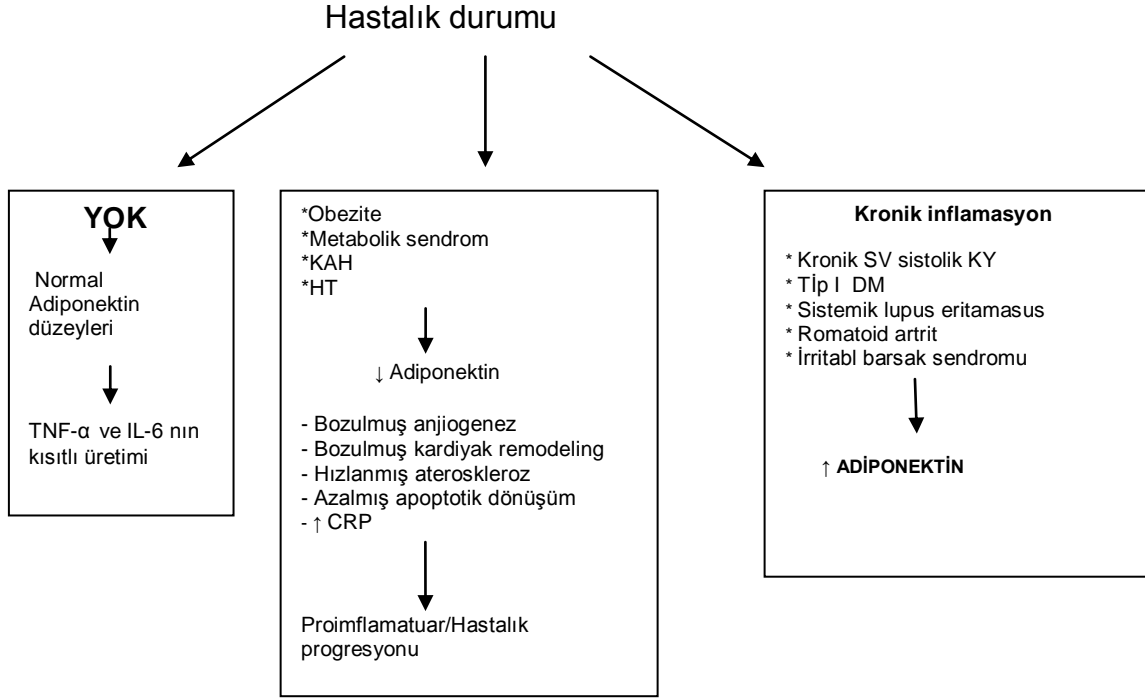 Hastalık durumu
YOK
Normal
Adiponektin
düzeyleri
TNF-α ve IL-6 nın
kısıtlı üretimi
*Obezite
*Metabolik sendrom
*KAH
*HT
↓ Adiponektin
- Bozulmuş anjiogenez
- Bozulmuş kardiyak remodeling
- Hızlanmış ateroskleroz
- Azalmış apoptotik dönüşüm
- ↑ CRP
Proimflamatuar/Hastalık
progresyonu
Kronik inflamasyon
* Kronik SV sistolik KY
* Tİp I DM
* Sistemik lupus eritamasus
* Romatoid artrit
* İrritabl barsak sendromu
↑ ADİPONEKTİN